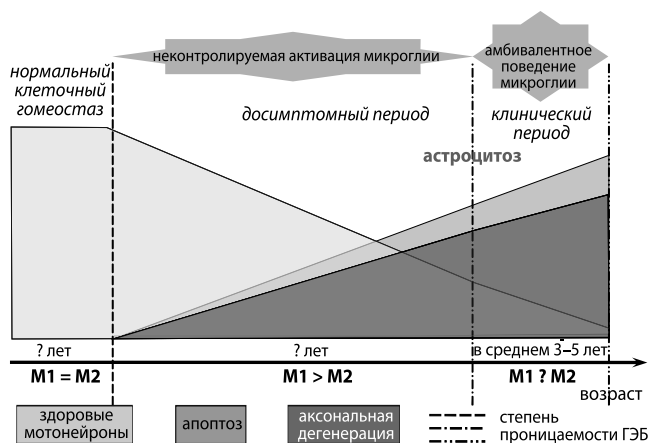 неконтролируемая активация микроглии
амбивалентное
поведение
микроглии
нормальный
клеточный
гомеостаз
досимптомный период
клинический
период
астроцитоз
? лет
? лет
в среднем 3–5 лет
M1 = M2
M1 > M2
M1 ? M2
возраст
здоровые
мотонейроны
апоптоз
аксональная
дегенерация
степень
проницаемости ГЭБ